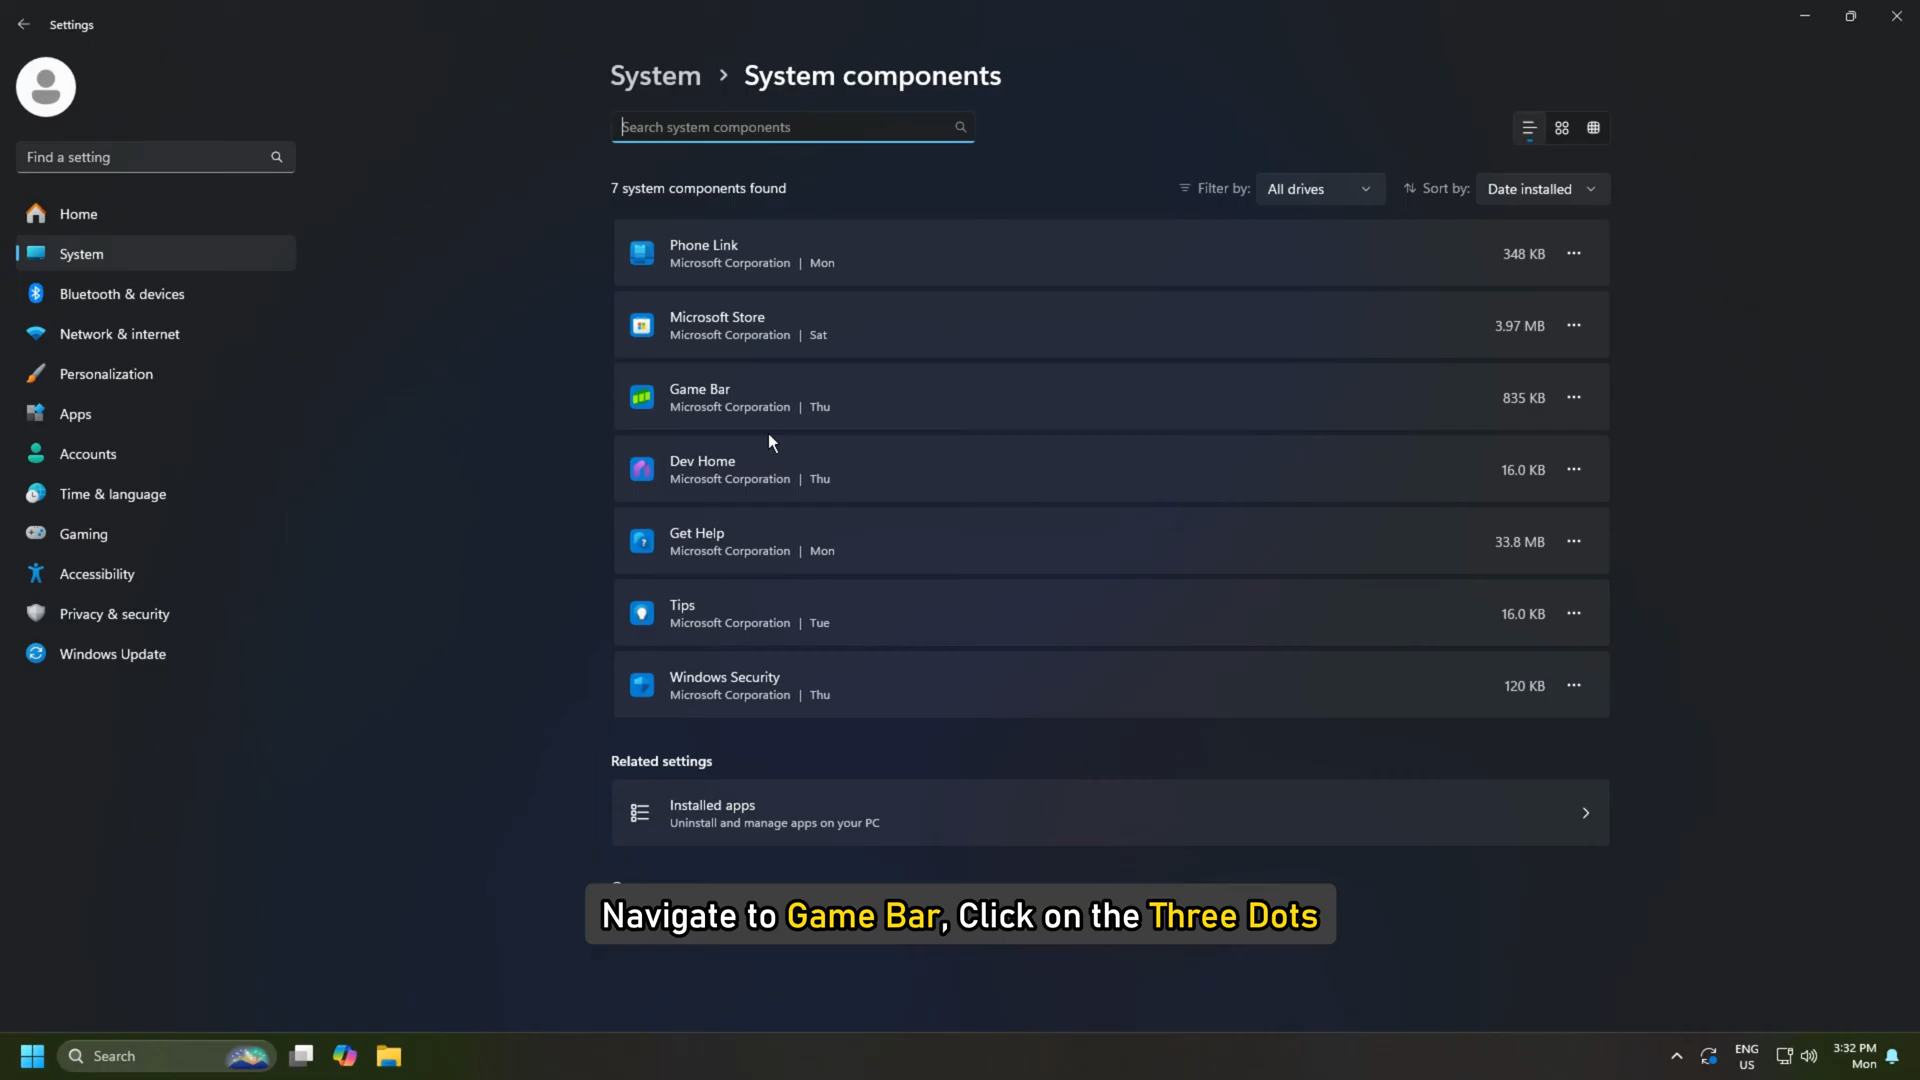 Settings
System > System components
Find a setting
Search system components
7 system components found
Filter by:
All drives
Sort by:
Date installed
Home
System
Bluetooth & devices
Network & internet
Personalization
Apps
Accounts
Time & language
Gaming
Accessibility
Privacy & security
Windows Update
Phone Link
Microsoft Corporation | Mon
348 KB
Microsoft Store
Microsoft Corporation | Sat
3.97 MB
Game Bar
Microsoft Corporation | Thu
835 KB
Dev Home
Microsoft Corporation | Thu
16.0 KB
Get Help
Microsoft Corporation | Mon
33.8 MB
Tips
Microsoft Corporation | Tue
16.0 KB
Windows Security
Microsoft Corporation | Thu
120 KB
Related settings
Installed apps
Uninstall and manage apps on your PC
Navigate to Game Bar, Click on the Three Dots
Search
ENG
US
3:32 PM
Mon